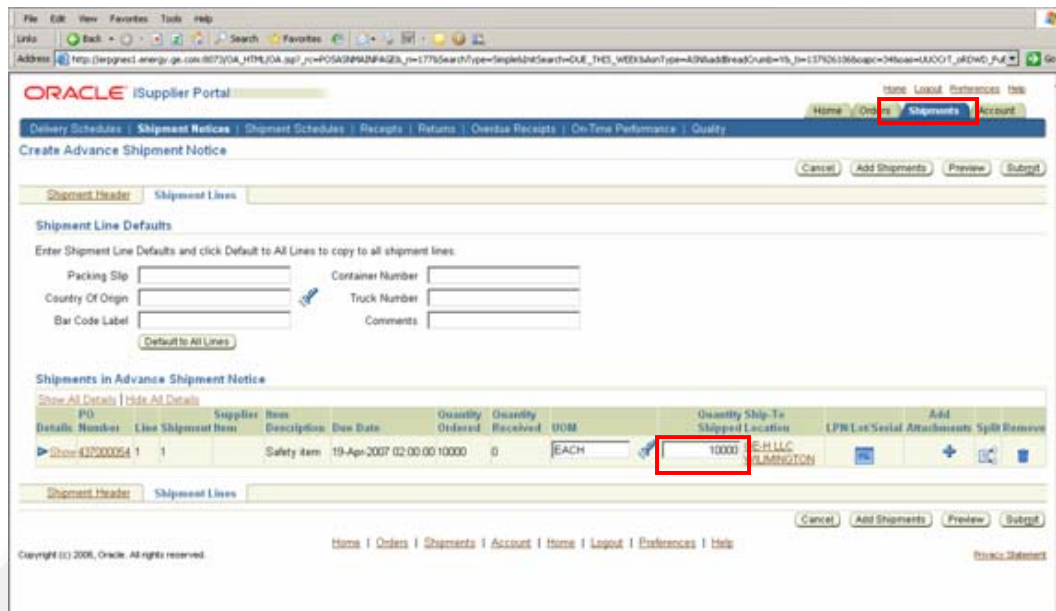 File Edit View Favorites Tools Help
Links Back Search Favorites
Address Go
ORACLE iSupplier Portal
Home Logout Preferences Help
Home Orders Shipments Account
Delivery Schedules | Shipment Notices | Shipment Schedules | Receipts | Returns | Overdue Receipts | On-Time Performance | Quality
Create Advance Shipment Notice
Cancel Add Shipments Preview Submit
Shipment Header Shipment Lines
Shipment Line Defaults
Enter Shipment Line Defaults and click Default to All Lines to copy to all shipment lines.
Packing Slip Container Number
Country Of Origin Truck Number
Bar Code Label Comments
Default to All Lines
Shipments in Advance Shipment Notice
Show All Details | Hide All Details
PO Supplier Item Quantity Quantity Quantity Ship-To Add
Details Number Line Shipment Item Description Due Date Ordered Received UOM Shipped Location LPN/Lot/Serial Attachments Split Remove
Show 437000054 1 1 Safety item 19-Apr-2007 02:00:00 10000 0 EACH 10000 LLC
WILMINGTON
Shipment Header Shipment Lines
Cancel Add Shipments Preview Submit
Home | Orders | Shipments | Account | Home | Logout | Preferences | Help
Copyright (c) 2006, Oracle. All rights reserved.
Privacy Statement